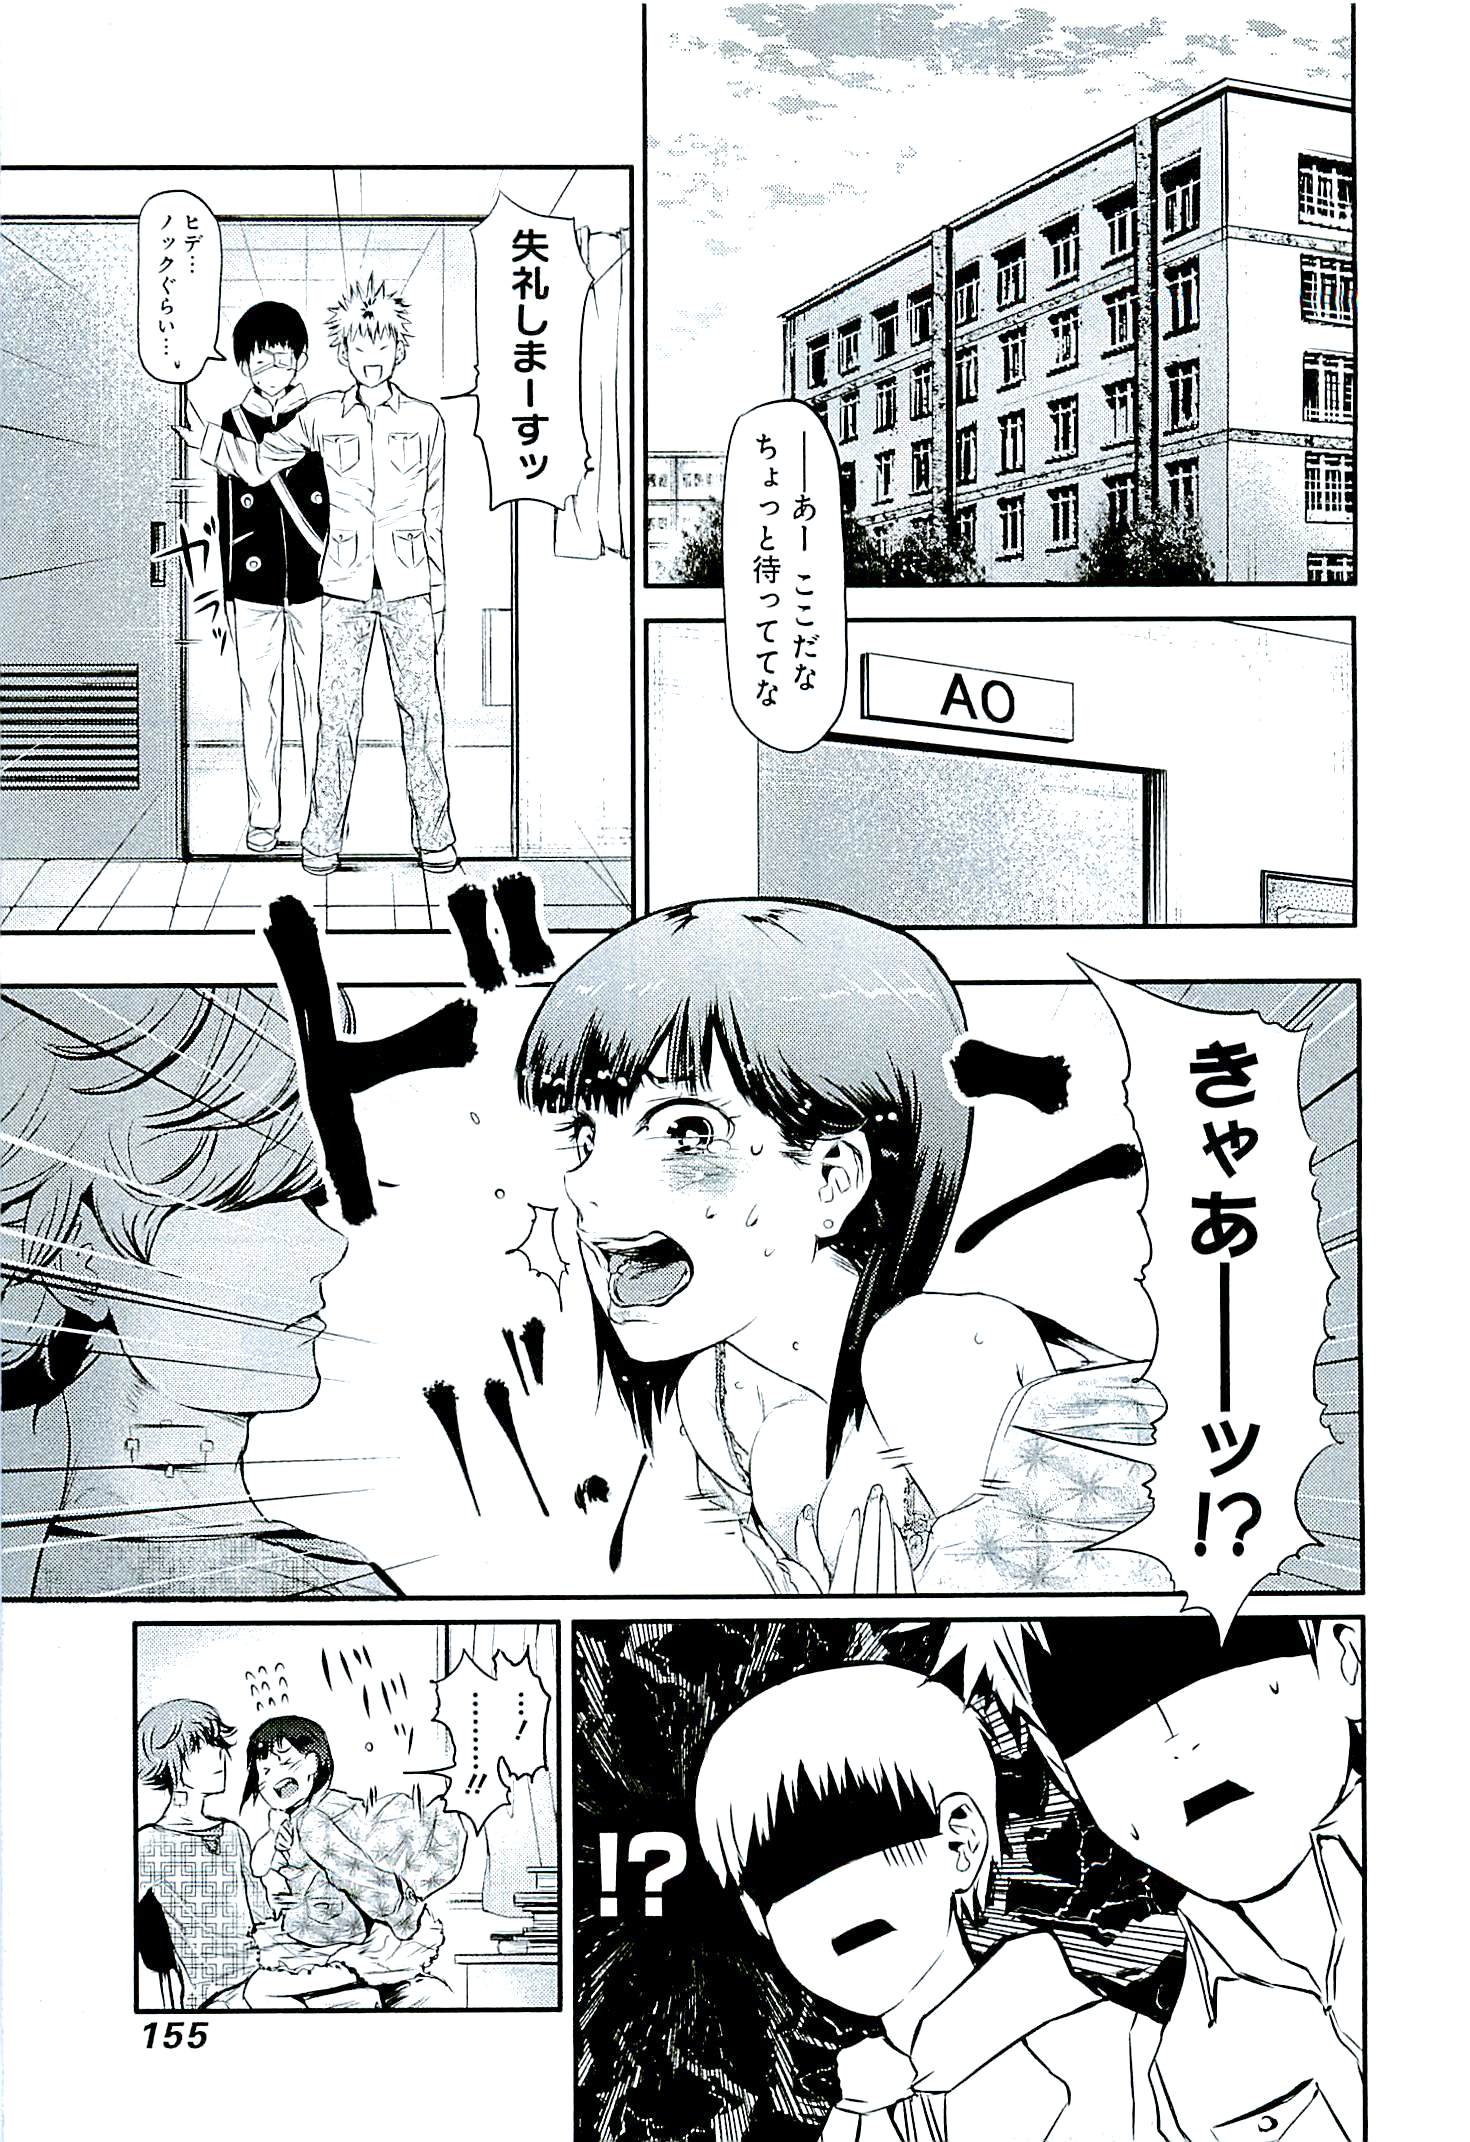 ――あー ここだな
ちょっと待っててな
AO
失礼しまーすッ
ヒデ…
ノックぐらい…
ガラッ
きゃあ――ッ!?
ドガーン
!?
……!
………!!
155